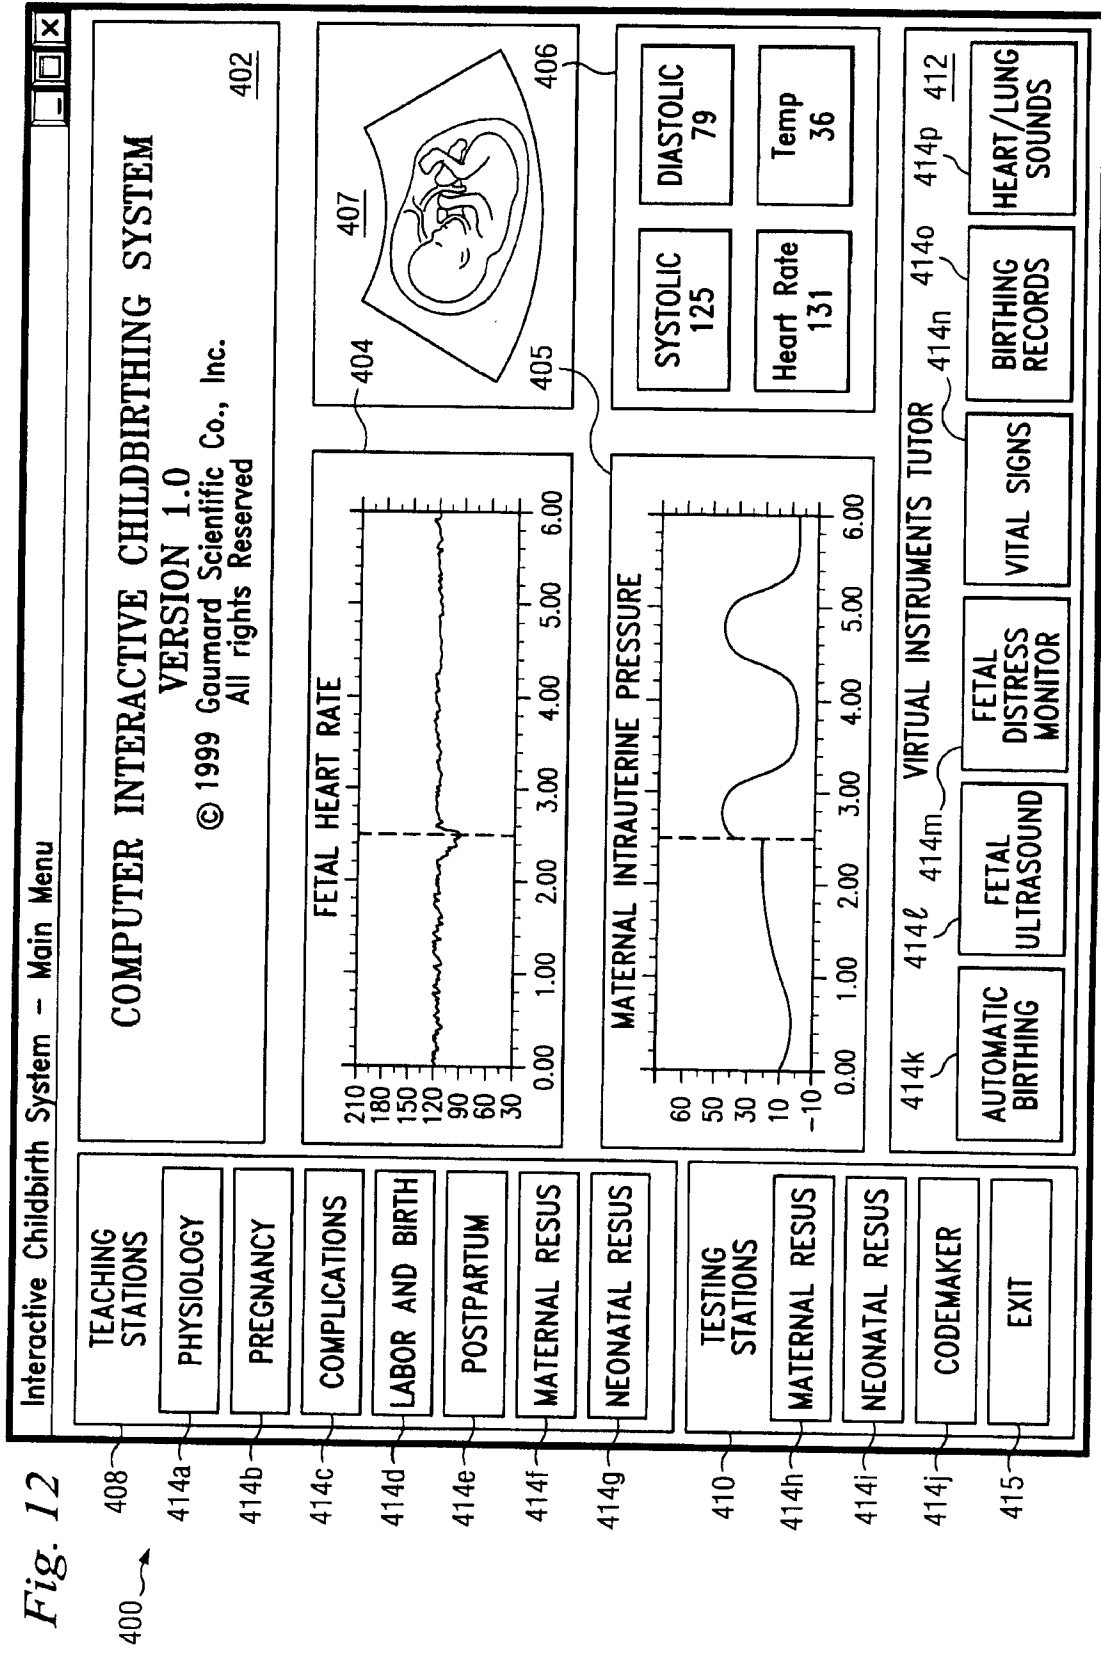 Fig. 12
400
Interactive Childbirth System – Main Menu
COMPUTER INTERACTIVE CHILDBIRTHING SYSTEM
VERSION 1.0
© 1999 Gaumard Scientific Co., Inc.
All rights Reserved
402
408
TEACHING
STATIONS
414a
PHYSIOLOGY
414b
PREGNANCY
414c
COMPLICATIONS
414d
LABOR AND BIRTH
414e
POSTPARTUM
414f
MATERNAL RESUS
414g
NEONATAL RESUS
410
TESTING
STATIONS
414h
MATERNAL RESUS
414i
NEONATAL RESUS
414j
CODEMAKER
415
EXIT
FETAL HEART RATE
404
210
180
150
120
90
60
30
0.00 1.00 2.00 3.00 4.00 5.00 6.00
407
MATERNAL INTRAUTERINE PRESSURE
405
60
50
30
10
-10
0.00 1.00 2.00 3.00 4.00 5.00 6.00
406
SYSTOLIC
125
DIASTOLIC
79
Heart Rate
131
Temp
36
VIRTUAL INSTRUMENTS TUTOR
412
414k
AUTOMATIC
BIRTHING
414ℓ
FETAL
ULTRASOUND
414m
FETAL
DISTRESS
MONITOR
414n
VITAL SIGNS
414o
BIRTHING
RECORDS
414p
HEART/LUNG
SOUNDS